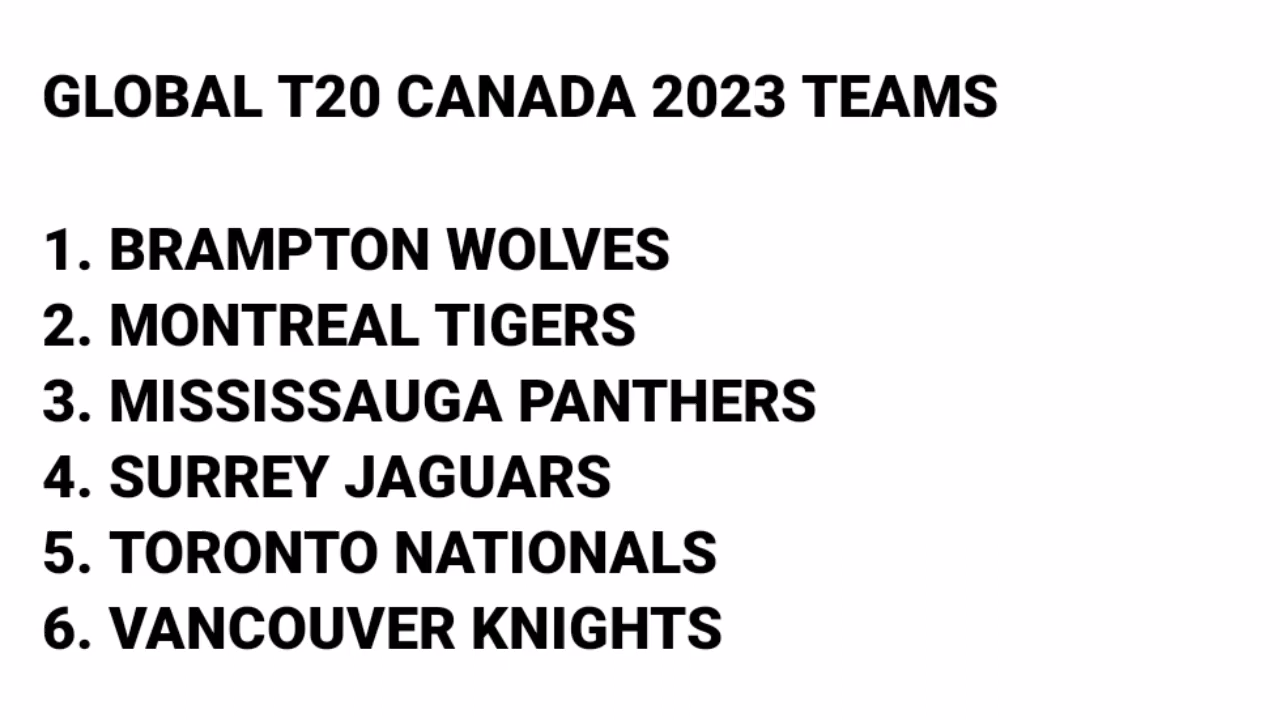 GLOBAL T20 CANADA 2023 TEAMS
1. BRAMPTON WOLVES
2. MONTREAL TIGERS
3. MISSISSAUGA PANTHERS
4. SURREY JAGUARS
5. TORONTO NATIONALS
6. VANCOUVER KNIGHTS